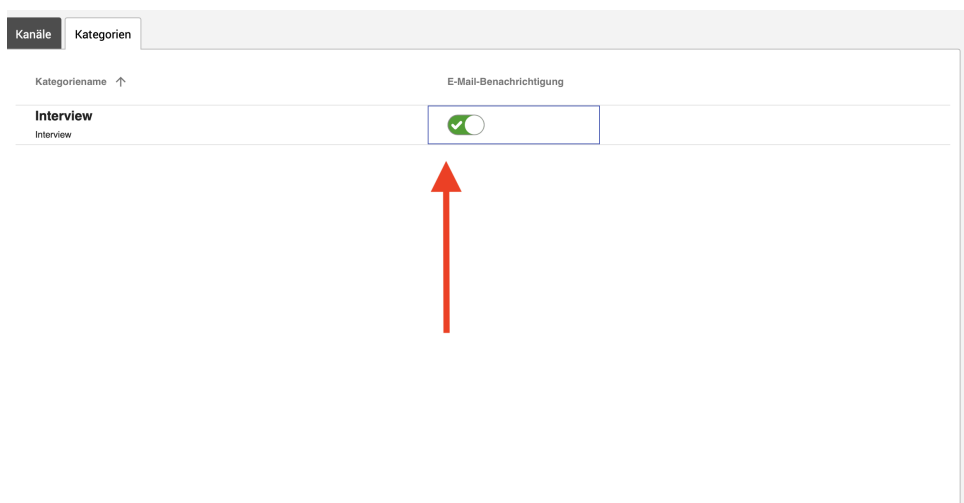 Kanäle Kategorien
Kategoriename E-Mail-Benachrichtigung
Interview
Interview